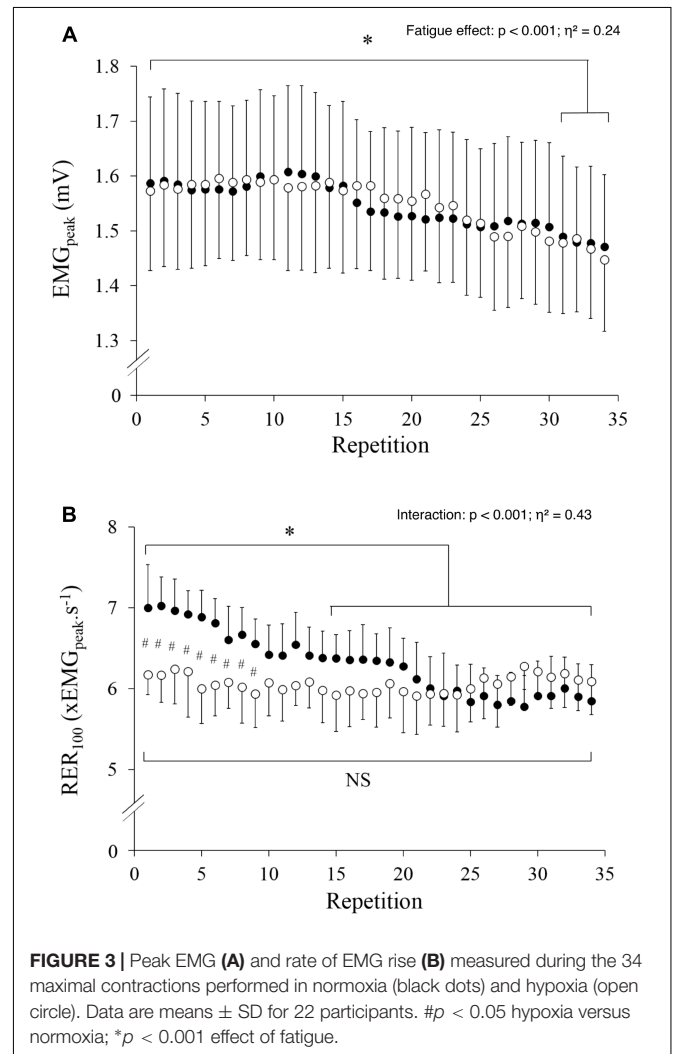 A
Fatigue effect: p < 0.001; η² = 0.24
*
1.8
1.7
1.6
1.5
1.4
1.3
0
EMGpeak (mV)
0 5 10 15 20 25 30 35
Repetition
B
Interaction: p < 0.001; η² = 0.43
*
8
7
6
5
0
RER100 (xEMGpeak·s-1)
# # # # # # # # #
NS
0 5 10 15 20 25 30 35
Repetition
FIGURE 3 | Peak EMG (A) and rate of EMG rise (B) measured during the 34
maximal contractions performed in normoxia (black dots) and hypoxia (open
circle). Data are means ± SD for 22 participants. #p < 0.05 hypoxia versus
normoxia; *p < 0.001 effect of fatigue.